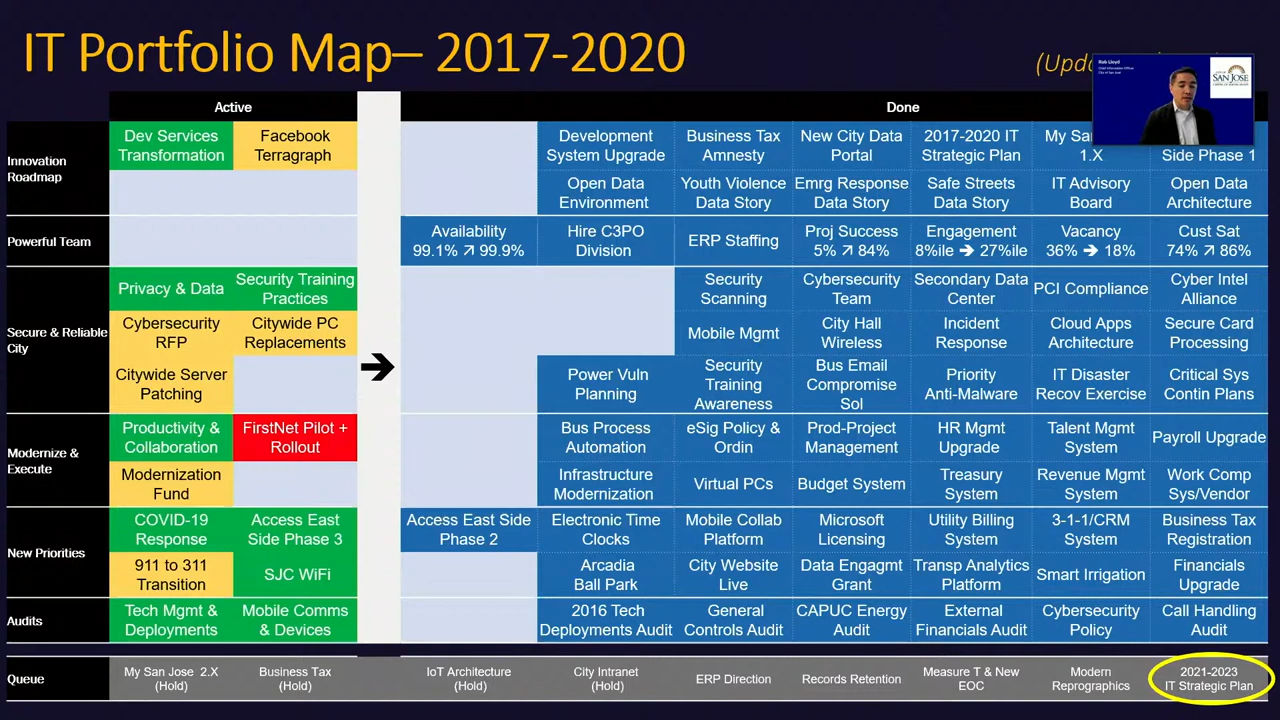 IT Portfolio Map– 2017-2020
Rob Lloyd
Chief Information Officer
City of San Jose
SAN JOSE
Active
Done
Innovation
Roadmap
Dev Services
Transformation
Facebook
Terragraph
Development
System Upgrade
Business Tax
Amnesty
New City Data
Portal
2017-2020 IT
Strategic Plan
My Sa
1.X
Side Phase 1
Open Data
Environment
Youth Violence
Data Story
Emrg Response
Data Story
Safe Streets
Data Story
IT Advisory
Board
Open Data
Architecture
Powerful Team
Availability
99.1% ↗ 99.9%
Hire C3PO
Division
ERP Staffing
Proj Success
5% ↗ 84%
Engagement
8%ile ➔ 27%ile
Vacancy
36% ➔ 18%
Cust Sat
74% ↗ 86%
Secure & Reliable
City
Privacy & Data
Security Training
Practices
Security
Scanning
Cybersecurity
Team
Secondary Data
Center
PCI Compliance
Cyber Intel
Alliance
Cybersecurity
RFP
Citywide PC
Replacements
Mobile Mgmt
City Hall
Wireless
Incident
Response
Cloud Apps
Architecture
Secure Card
Processing
Citywide Server
Patching
Power Vuln
Planning
Security
Training
Awareness
Bus Email
Compromise
Sol
Priority
Anti-Malware
IT Disaster
Recov Exercise
Critical Sys
Contin Plans
Modernize &
Execute
Productivity &
Collaboration
FirstNet Pilot +
Rollout
Bus Process
Automation
eSig Policy &
Ordin
Prod-Project
Management
HR Mgmt
Upgrade
Talent Mgmt
System
Payroll Upgrade
Modernization
Fund
Infrastructure
Modernization
Virtual PCs
Budget System
Treasury
System
Revenue Mgmt
System
Work Comp
Sys/Vendor
New Priorities
COVID-19
Response
Access East
Side Phase 3
Access East Side
Phase 2
Electronic Time
Clocks
Mobile Collab
Platform
Microsoft
Licensing
Utility Billing
System
3-1-1/CRM
System
Business Tax
Registration
911 to 311
Transition
SJC WiFi
Arcadia
Ball Park
City Website
Live
Data Engagmt
Grant
Transp Analytics
Platform
Smart Irrigation
Financials
Upgrade
Audits
Tech Mgmt &
Deployments
Mobile Comms
& Devices
2016 Tech
Deployments Audit
General
Controls Audit
CAPUC Energy
Audit
External
Financials Audit
Cybersecurity
Policy
Call Handling
Audit
Queue
My San Jose 2.X
(Hold)
Business Tax
(Hold)
IoT Architecture
(Hold)
City Intranet
(Hold)
ERP Direction
Records Retention
Measure T & New
EOC
Modern
Reprographics
2021-2023
IT Strategic Plan